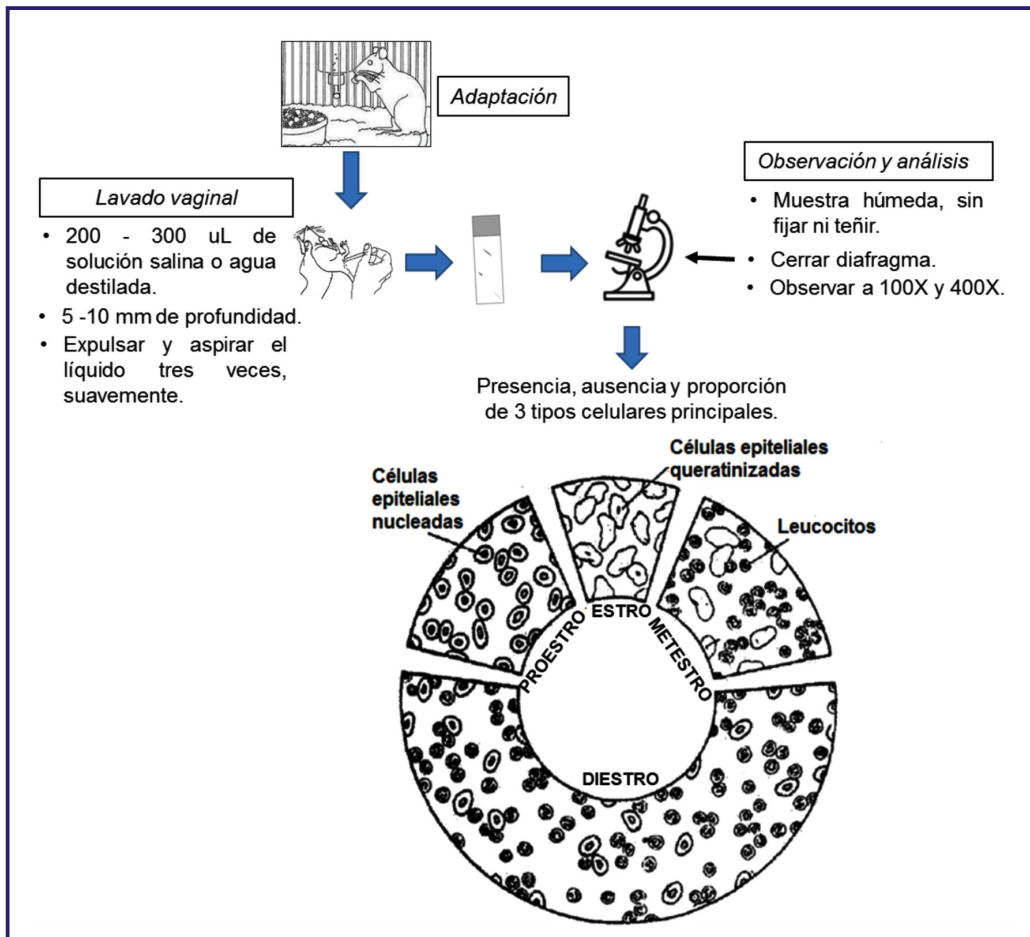 Adaptación
Lavado vaginal
• 200 - 300 uL de
solución salina o agua
destilada.
• 5 -10 mm de profundidad.
• Expulsar y aspirar el
líquido tres veces,
suavemente.
Observación y análisis
• Muestra húmeda, sin
fijar ni teñir.
• Cerrar diafragma.
• Observar a 100X y 400X.
Presencia, ausencia y proporción
de 3 tipos celulares principales.
Células
epiteliales
nucleadas
Células epiteliales
queratinizadas
Leucocitos
PROESTRO
ESTRO
METESTRO
DIESTRO